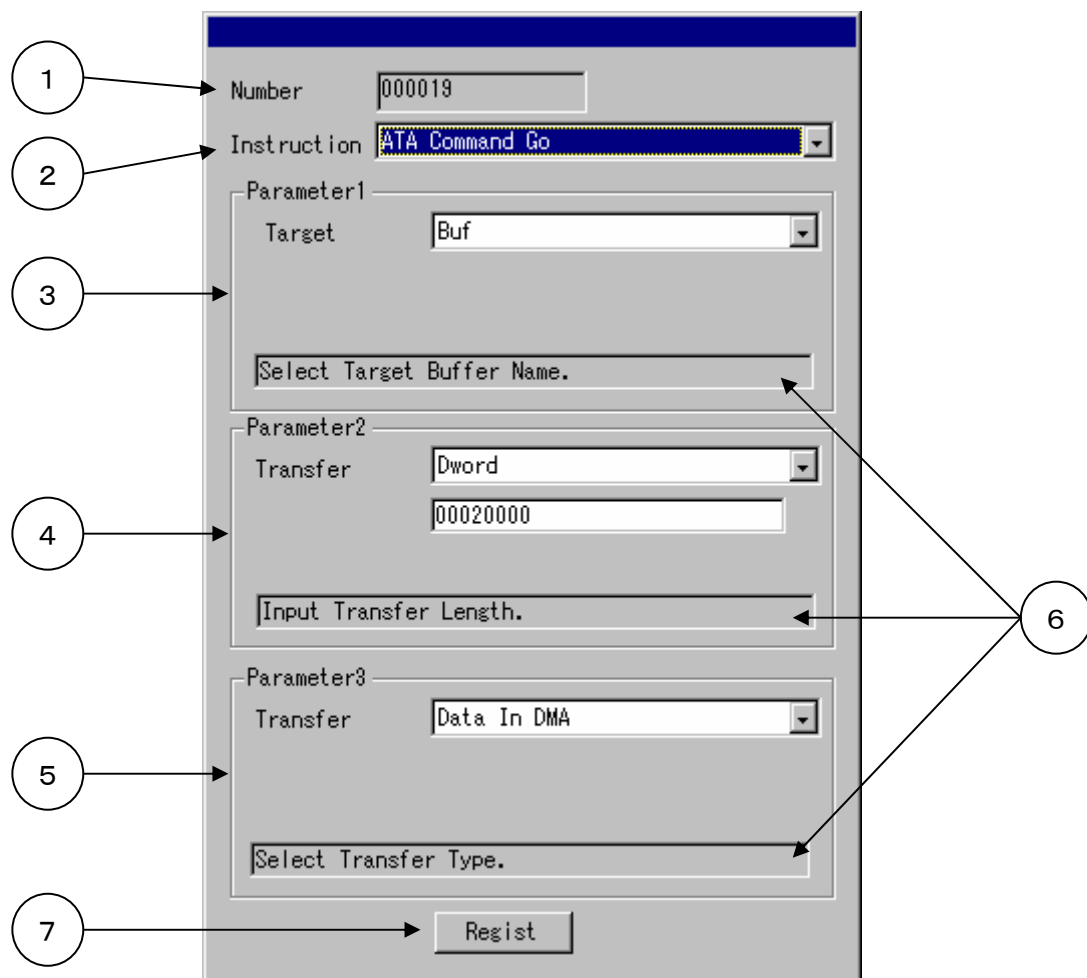 1
Number 000019
2
Instruction ATA Command Go
Parameter1
Target Buf
3
Select Target Buffer Name.
Parameter2
Transfer Dword
00020000
4
Input Transfer Length.
6
Parameter3
Transfer Data In DMA
5
Select Transfer Type.
7
Regist